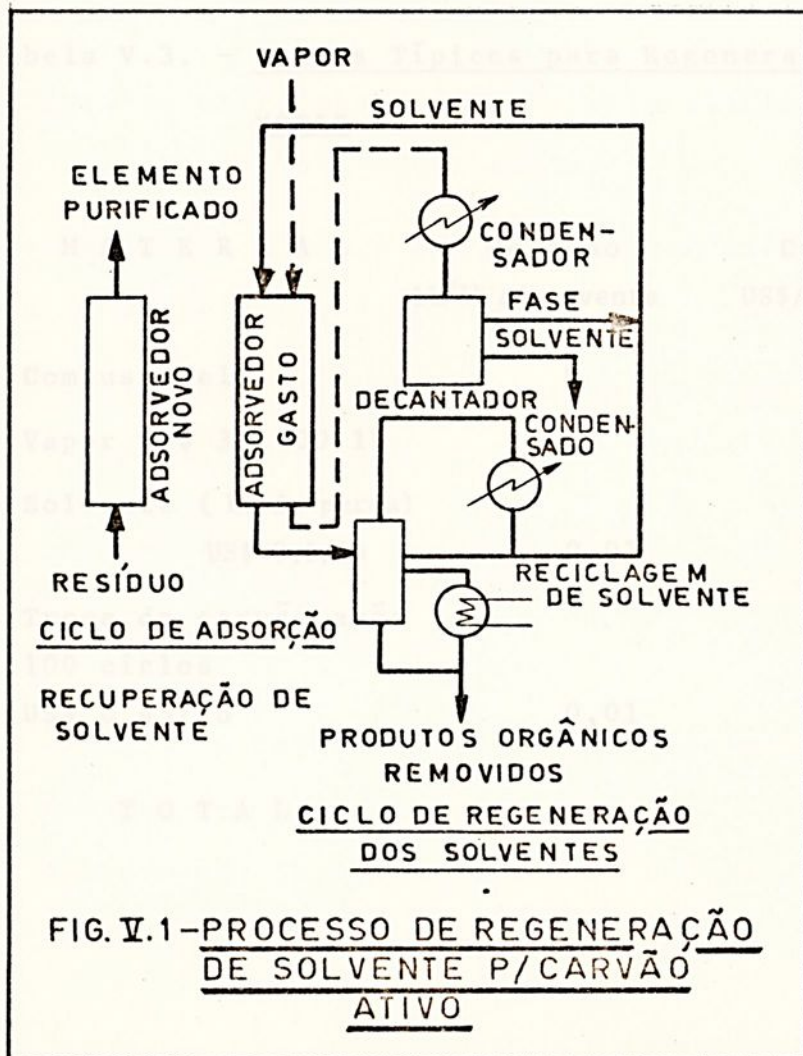 VAPOR
SOLVENTE
ELEMENTO
PURIFICADO
CONDEN-
SADOR
ADSORVEDOR
NOVO
ADSORVEDOR
GASTO
FASE
SOLVENTE
DECANTADOR
CONDEN-
SADO
RESÍDUO
CICLO DE ADSORÇÃO
RECICLAGEM
DE SOLVENTE
RECUPERAÇÃO DE
SOLVENTE
PRODUTOS ORGÂNICOS
REMOVIDOS
CICLO DE REGENERAÇÃO
DOS SOLVENTES
FIG. V.1-PROCESSO DE REGENERAÇÃO
DE SOLVENTE P/CARVÃO
ATIVO